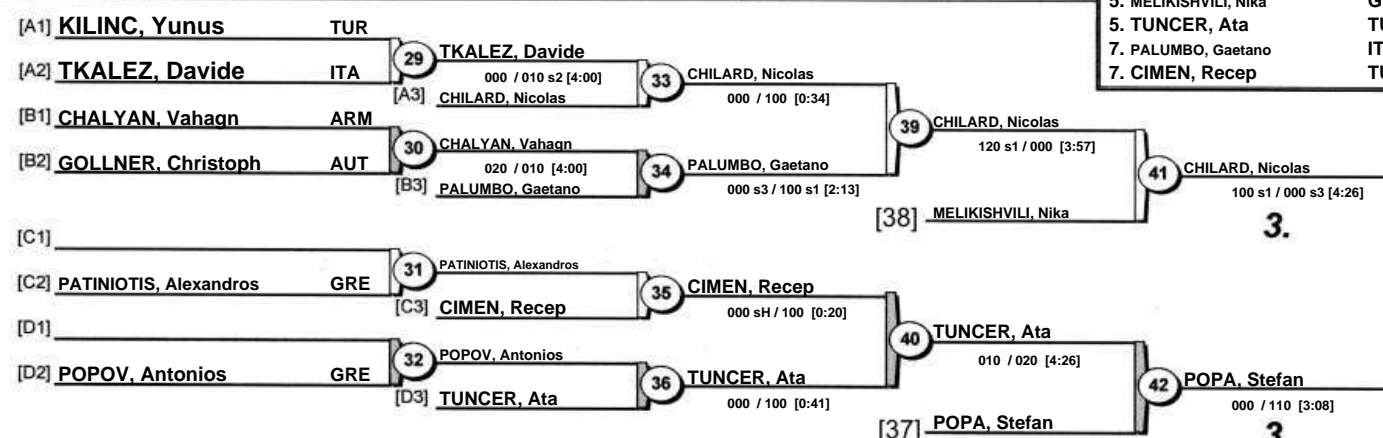 5. MELIKISHVILI, Nika G
5. TUNCER, Ata TU
7. PALUMBO, Gaetano IT
7. CIMEN, Recep TU
[A1] KILINC, Yunus TUR
29
TKALEZ, Davide
000 / 010 s2 [4:00]
[A2] TKALEZ, Davide ITA
[A3] CHILARD, Nicolas
33
CHILARD, Nicolas
000 / 100 [0:34]
[B1] CHALYAN, Vahagn ARM
30
CHALYAN, Vahagn
020 / 010 [4:00]
[B2] GOLLNER, Christoph AUT
[B3] PALUMBO, Gaetano
34
PALUMBO, Gaetano
000 s3 / 100 s1 [2:13]
39
CHILARD, Nicolas
120 s1 / 000 [3:57]
[38] MELIKISHVILI, Nika
41
CHILARD, Nicolas
100 s1 / 000 s3 [4:26]
3.
[C1]
31
PATINIOTIS, Alexandros
[C2] PATINIOTIS, Alexandros GRE
[C3] CIMEN, Recep
35
CIMEN, Recep
000 sH / 100 [0:20]
[D1]
32
POPOV, Antonios
[D2] POPOV, Antonios GRE
[D3] TUNCER, Ata
36
TUNCER, Ata
000 / 100 [0:41]
40
TUNCER, Ata
010 / 020 [4:26]
[37] POPA, Stefan
42
POPA, Stefan
000 / 110 [3:08]
3